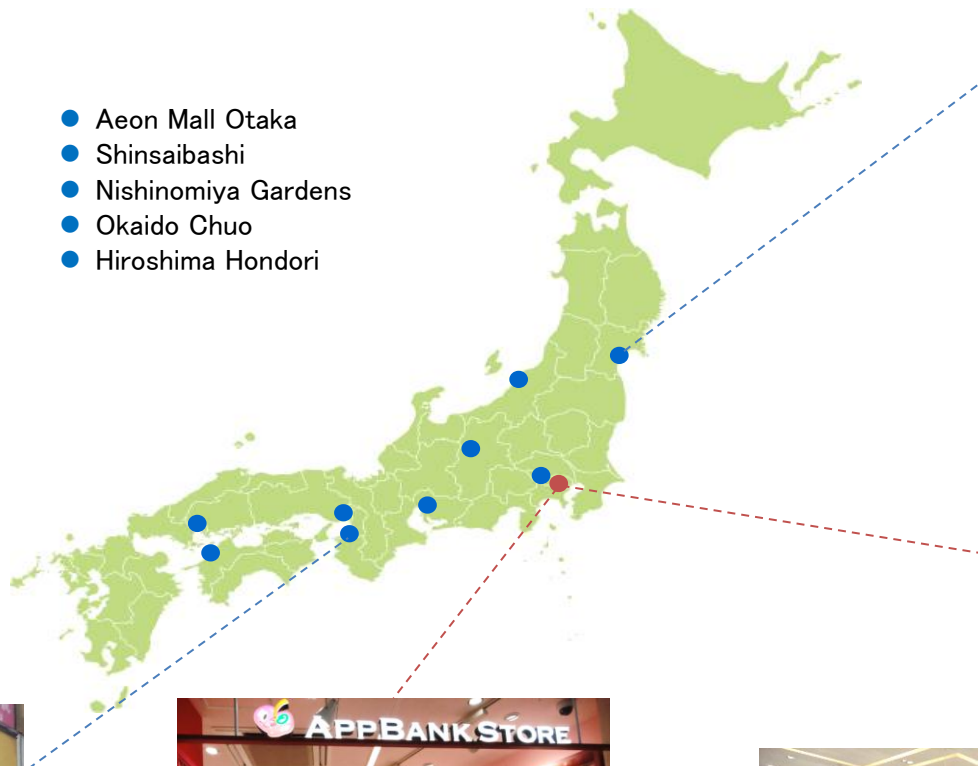 Aeon Mall Otaka
Shinsaibashi
Nishinomiya Gardens
Okaido Chuo
Hiroshima Hondori
APPBANK STORE